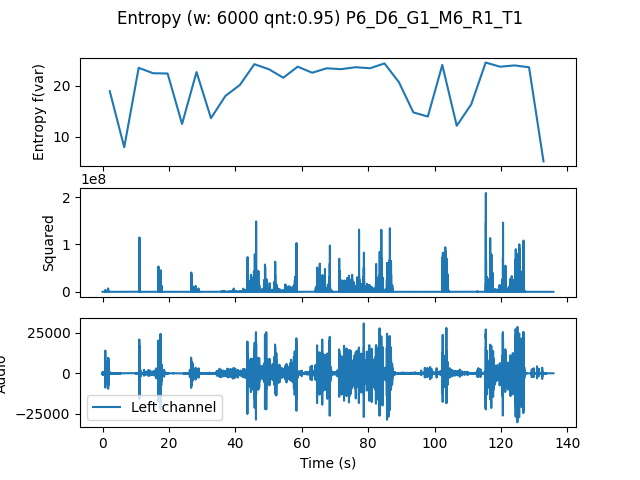 Entropy (w: 6000 qnt:0.95) P6_D6_G1_M6_R1_T1
Entropy f(var)
20
10
1e8
Squared
2
1
0
Audio
25000
0
−25000
Left channel
0 20 40 60 80 100 120 140
Time (s)